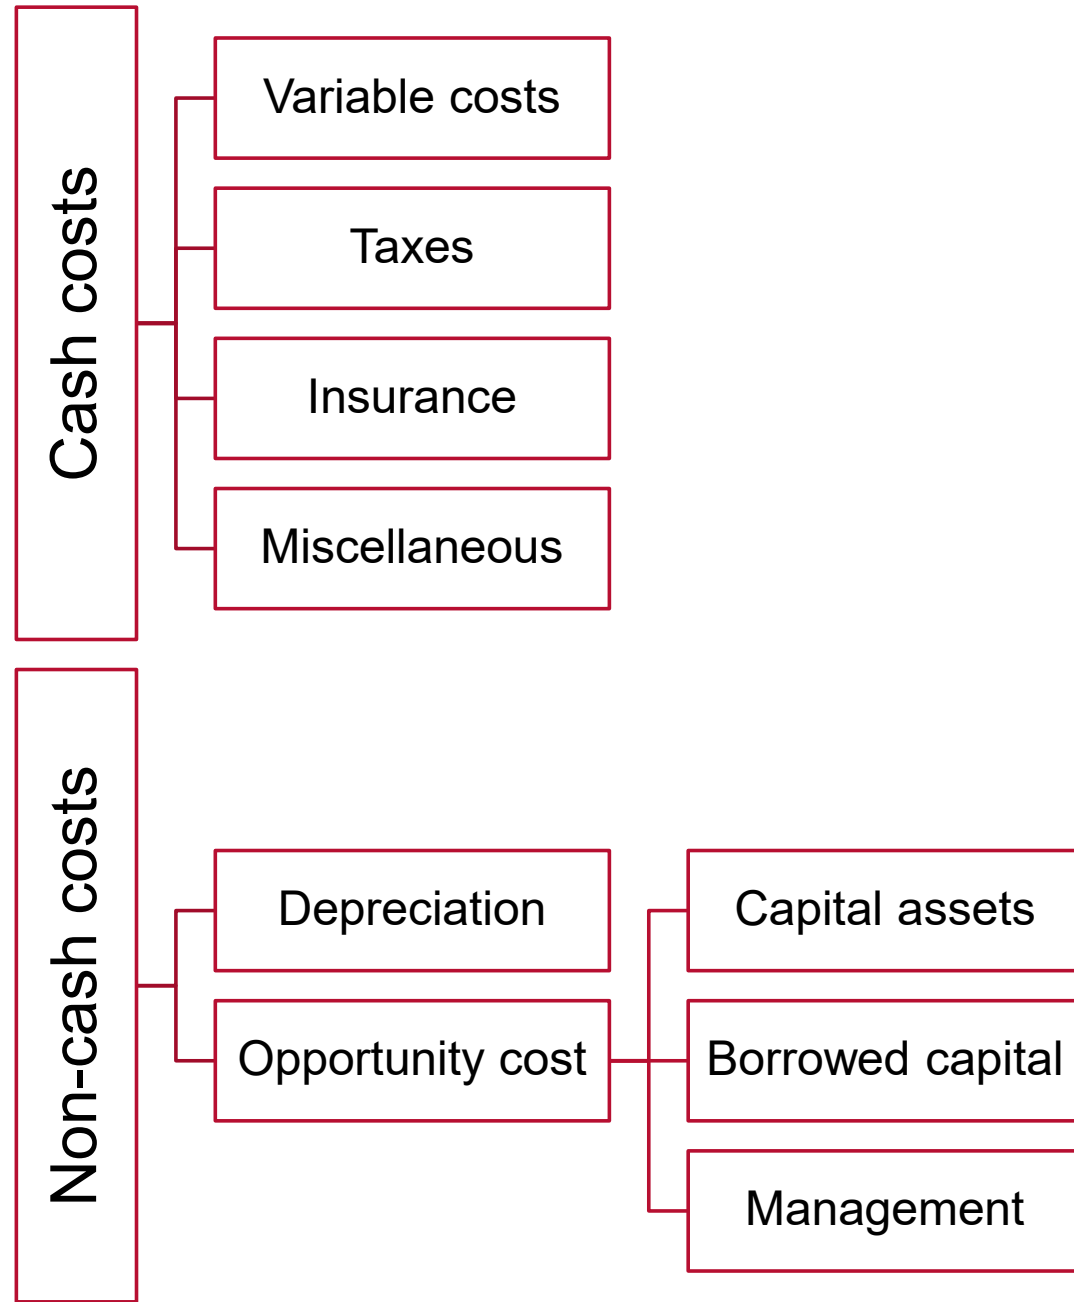 Cash costs
Variable costs
Taxes
Insurance
Miscellaneous
Non-cash costs
Depreciation
Opportunity cost
Capital assets
Borrowed capital
Management